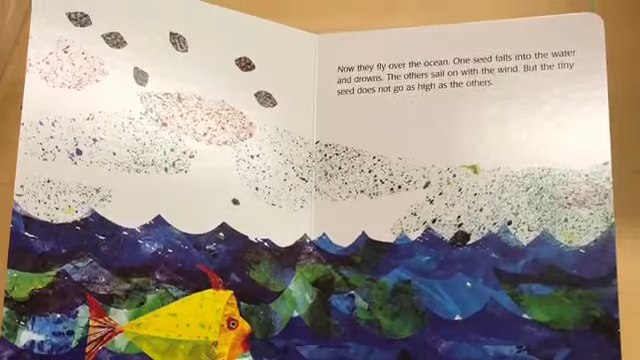 Now they fly over the ocean. One seed falls into the water
and drowns. The others sail on with the wind. But the tiny
seed does not go as high as the others.